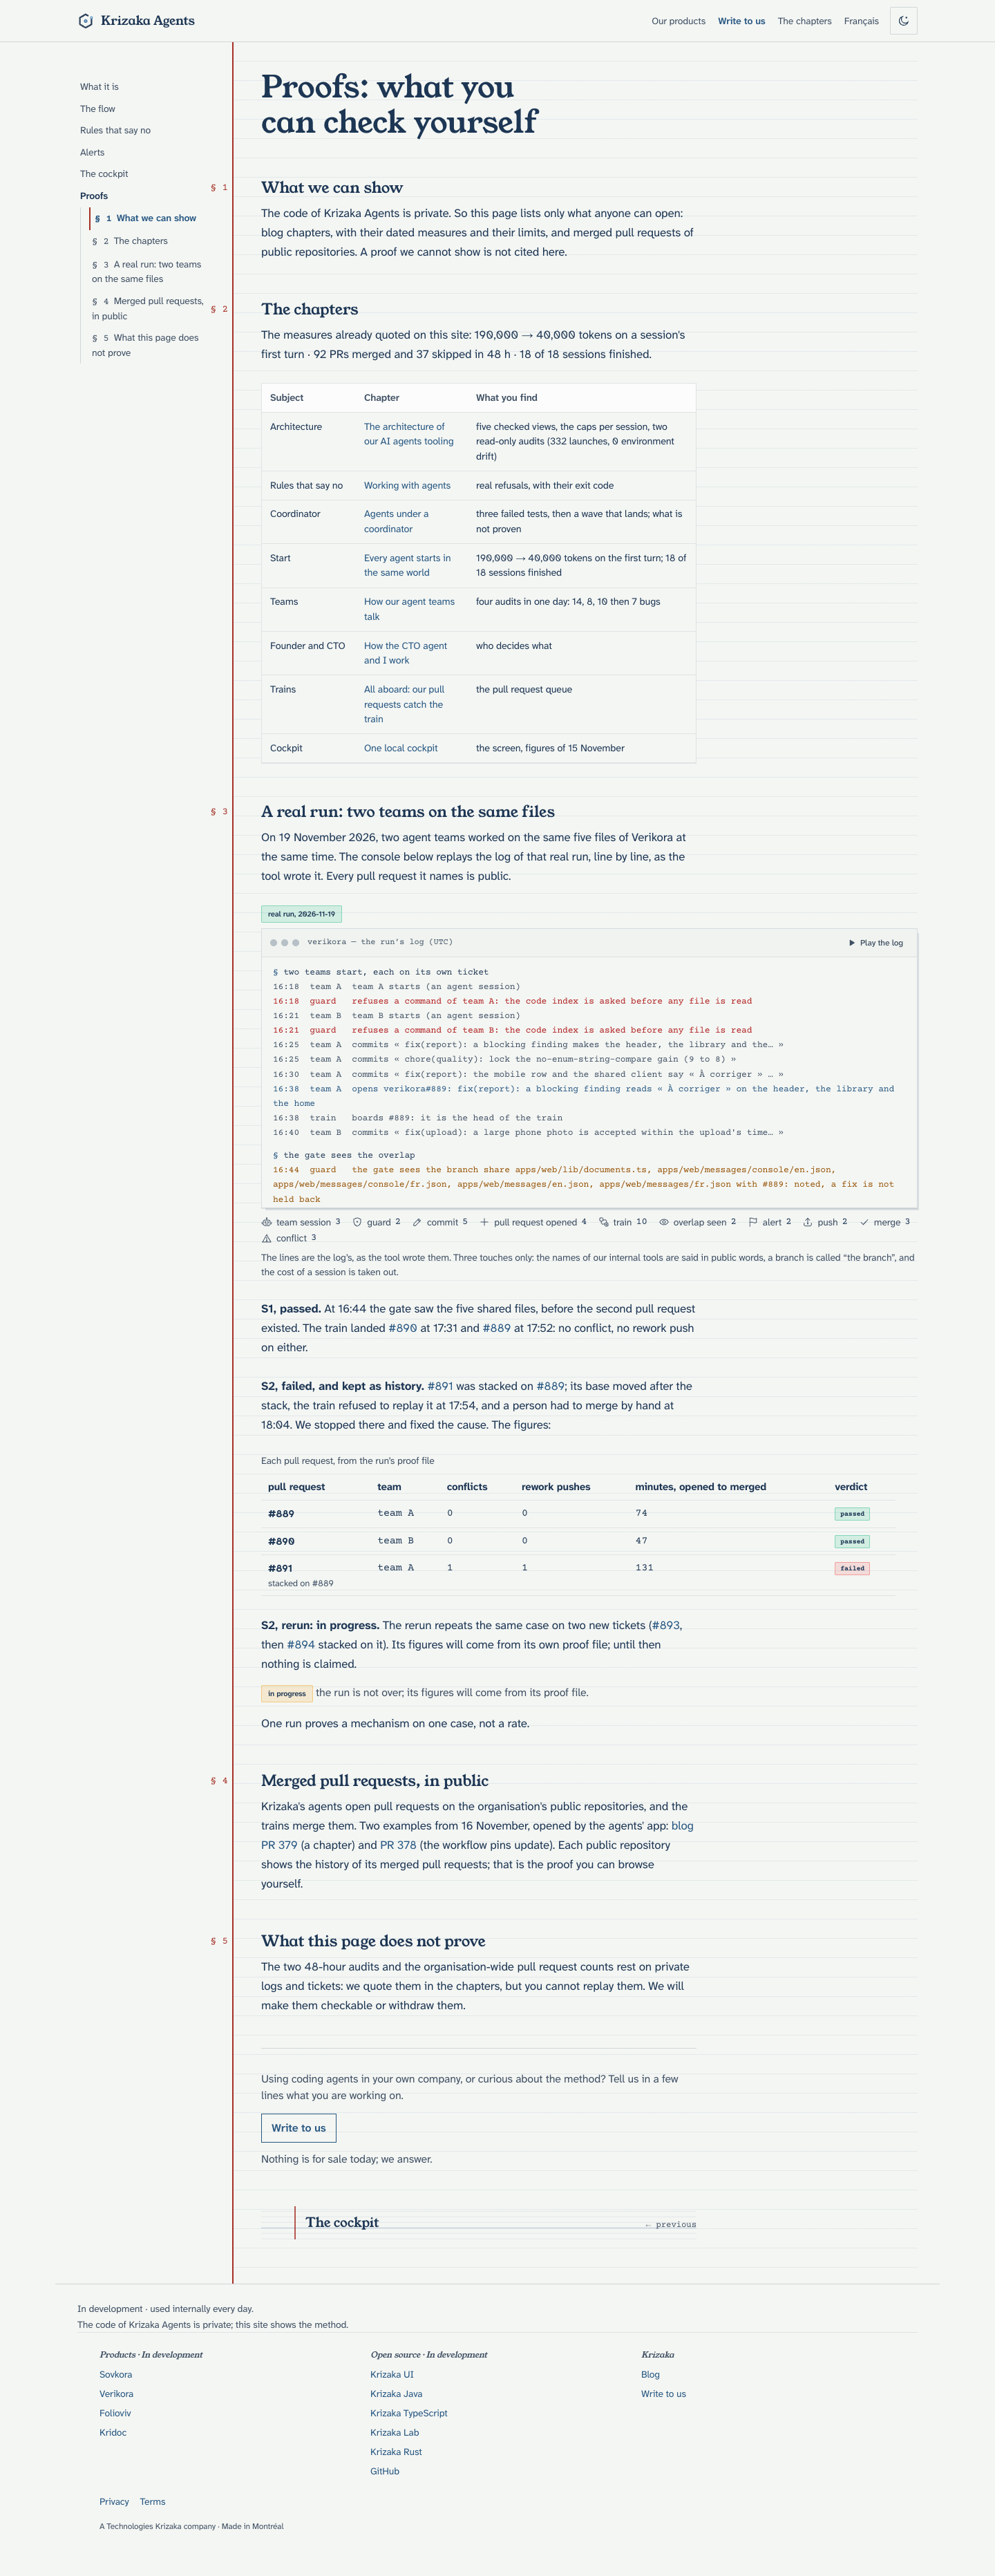 Krizaka Agents
Our products
Write to us
The chapters
Français
What it is
The flow
Rules that say no
Alerts
The cockpit
Proofs
§ 1 What we can show
§ 2 The chapters
§ 3 A real run: two teams
on the same files
§ 4 Merged pull requests,
in public
§ 5 What this page does
not prove
Proofs: what you
can check yourself
§ 1
What we can show
The code of Krizaka Agents is private. So this page lists only what anyone can open:
blog chapters, with their dated measures and their limits, and merged pull requests of
public repositories. A proof we cannot show is not cited here.
§ 2
The chapters
The measures already quoted on this site: 190,000 → 40,000 tokens on a session's
first turn · 92 PRs merged and 37 skipped in 48 h · 18 of 18 sessions finished.
Subject Chapter What you find
Architecture
The architecture of
our AI agents tooling
five checked views, the caps per session, two
read-only audits (332 launches, 0 environment
drift)
Rules that say no
Working with agents
real refusals, with their exit code
Coordinator
Agents under a
coordinator
three failed tests, then a wave that lands; what is
not proven
Start
Every agent starts in
the same world
190,000 → 40,000 tokens on the first turn; 18 of
18 sessions finished
Teams
How our agent teams
talk
four audits in one day: 14, 8, 10 then 7 bugs
Founder and CTO
How the CTO agent
and I work
who decides what
Trains
All aboard: our pull
requests catch the
train
the pull request queue
Cockpit
One local cockpit
the screen, figures of 15 November
§ 3
A real run: two teams on the same files
On 19 November 2026, two agent teams worked on the same five files of Verikora at
the same time. The console below replays the log of that real run, line by line, as the
tool wrote it. Every pull request it names is public.
real run, 2026-11-19
verikora — the run's log (UTC)
Play the log
§ two teams start, each on its own ticket
16:18 team A team A starts (an agent session)
16:18 guard refuses a command of team A: the code index is asked before any file is read
16:21 team B team B starts (an agent session)
16:21 guard refuses a command of team B: the code index is asked before any file is read
16:25 team A commits « fix(report): a blocking finding makes the header, the library and the… »
16:25 team A commits « chore(quality): lock the no-enum-string-compare gain (9 to 8) »
16:30 team A commits « fix(report): the mobile row and the shared client say « À corriger » … »
16:38 team A opens verikora#889: fix(report): a blocking finding reads « À corriger » on the header, the library and
the home
16:38 train boards #889: it is the head of the train
16:40 team B commits « fix(upload): a large phone photo is accepted within the upload's time… »
§ the gate sees the overlap
16:44 guard the gate sees the branch share apps/web/lib/documents.ts, apps/web/messages/console/en.json,
apps/web/messages/console/fr.json, apps/web/messages/en.json, apps/web/messages/fr.json with #889: noted, a fix is not
held back
team session 3 guard 2 commit 5 pull request opened 4 train 10 overlap seen 2 alert 2 push 2 merge 3
conflict 3
The lines are the log's, as the tool wrote them. Three touches only: the names of our internal tools are said in public words, a branch is called “the branch”, and
the cost of a session is taken out.
S1, passed. At 16:44 the gate saw the five shared files, before the second pull request
existed. The train landed #890 at 17:31 and #889 at 17:52: no conflict, no rework push
on either.
S2, failed, and kept as history. #891 was stacked on #889; its base moved after the
stack, the train refused to replay it at 17:54, and a person had to merge by hand at
18:04. We stopped there and fixed the cause. The figures:
Each pull request, from the run's proof file
pull request team conflicts rework pushes minutes, opened to merged verdict
#889 team A 0 0 74 passed
#890 team B 0 0 47 passed
#891 team A 1 1 131 failed
stacked on #889
S2, rerun: in progress. The rerun repeats the same case on two new tickets (#893,
then #894 stacked on it). Its figures will come from its own proof file; until then
nothing is claimed.
in progress the run is not over; its figures will come from its proof file.
One run proves a mechanism on one case, not a rate.
§ 4
Merged pull requests, in public
Krizaka's agents open pull requests on the organisation's public repositories, and the
trains merge them. Two examples from 16 November, opened by the agents' app: blog
PR 379 (a chapter) and PR 378 (the workflow pins update). Each public repository
shows the history of its merged pull requests; that is the proof you can browse
yourself.
§ 5
What this page does not prove
The two 48-hour audits and the organisation-wide pull request counts rest on private
logs and tickets: we quote them in the chapters, but you cannot replay them. We will
make them checkable or withdraw them.
Using coding agents in your own company, or curious about the method? Tell us in a few
lines what you are working on.
Write to us
Nothing is for sale today; we answer.
The cockpit
← previous
In development · used internally every day.
The code of Krizaka Agents is private; this site shows the method.
Products · In development
Sovkora
Verikora
Folioviv
Kridoc
Open source · In development
Krizaka UI
Krizaka Java
Krizaka TypeScript
Krizaka Lab
Krizaka Rust
GitHub
Krizaka
Blog
Write to us
Privacy
Terms
A Technologies Krizaka company · Made in Montréal